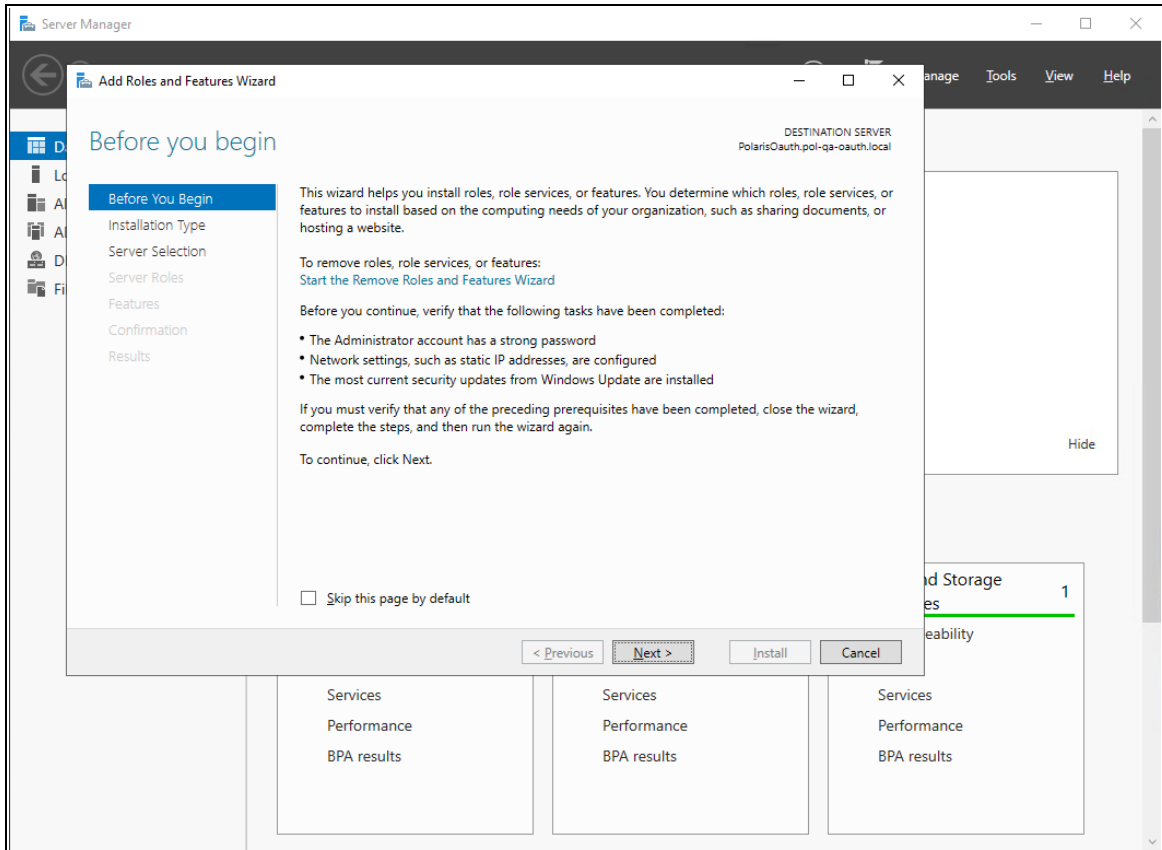 Server Manager
Add Roles and Features Wizard
Tools
View
Help
Before you begin
DESTINATION SERVER
PolarisOauth.pol-qa-oauth.local
Before You Begin
Installation Type
Server Selection
Server Roles
Features
Confirmation
Results
This wizard helps you install roles, role services, or features. You determine which roles, role services, or
features to install based on the computing needs of your organization, such as sharing documents, or
hosting a website.
To remove roles, role services, or features:
Start the Remove Roles and Features Wizard
Before you continue, verify that the following tasks have been completed:
• The Administrator account has a strong password
• Network settings, such as static IP addresses, are configured
• The most current security updates from Windows Update are installed
If you must verify that any of the preceding prerequisites have been completed, close the wizard,
complete the steps, and then run the wizard again.
To continue, click Next.
Hide
Skip this page by default
< Previous
Next >
Install
Cancel
Storage
1
Services
Performance
BPA results
Services
Performance
BPA results
Services
Performance
BPA results